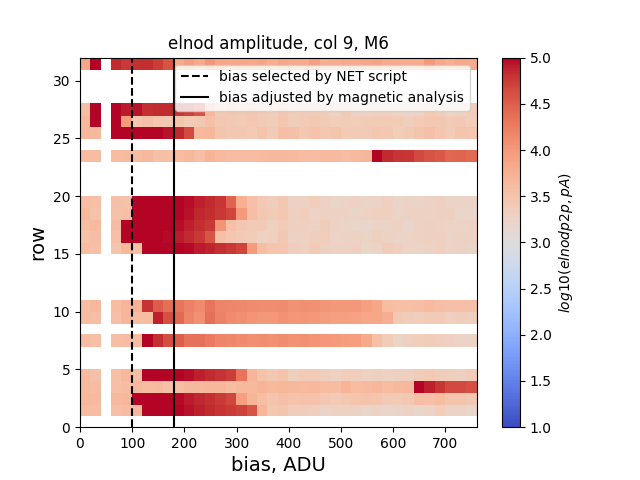 elnod amplitude, col 9, M6
bias selected by NET script
bias adjusted by magnetic analysis
row
30
25
20
15
10
5
0
0 100 200 300 400 500 600 700
bias, ADU
5.0
4.5
4.0
3.5
3.0
2.5
2.0
1.5
1.0
log10(elnodp2p, pA)